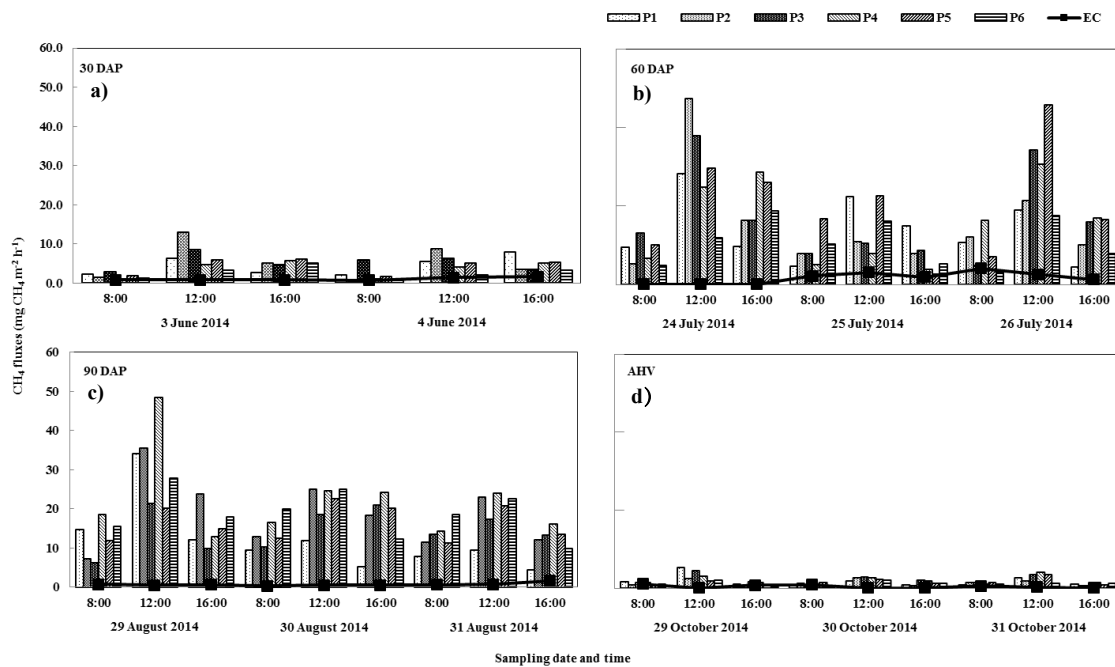 P1 P2 P3 P4 P5 P6 EC
CH₄ fluxes (mg CH₄ m⁻² h⁻¹)
60.0
50.0
40.0
30.0
20.0
10.0
0.0
30 DAP
a)
8:00 12:00 16:00 8:00 12:00 16:00
3 June 2014 4 June 2014
60 DAP
b)
8:00 12:00 16:00 8:00 12:00 16:00 8:00 12:00 16:00
24 July 2014 25 July 2014 26 July 2014
60
50
40
30
20
10
0
90 DAP
c)
8:00 12:00 16:00 8:00 12:00 16:00 8:00 12:00 16:00
29 August 2014 30 August 2014 31 August 2014
AHV
d)
8:00 12:00 16:00 8:00 12:00 16:00 8:00 12:00 16:00
29 October 2014 30 October 2014 31 October 2014
Sampling date and time